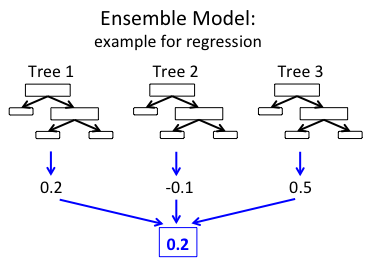 Ensemble Model:
example for regression
Tree 1 Tree 2 Tree 3
0.2 -0.1 0.5
0.2